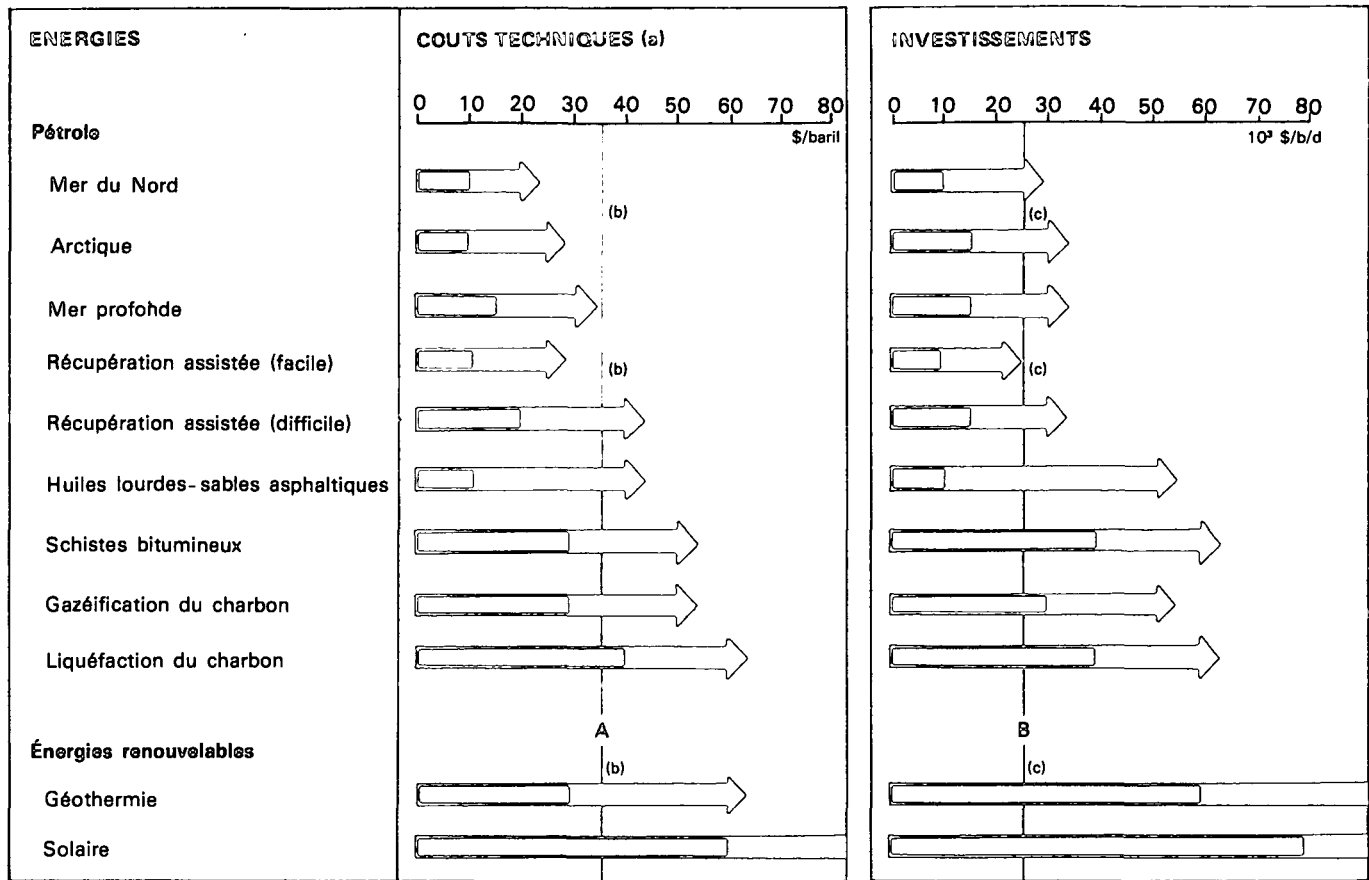 ENERGIES
COUTS TECHNIQUES (a)
INVESTISSEMENTS
0 10 20 30 40 50 60 70 80
$/baril
0 10 20 30 40 50 60 70 80
10³ $/b/d
Pétrole
Mer du Nord
(b)
(c)
Arctique
Mer profohde
Récupération assistée (facile)
(b)
(c)
Récupération assistée (difficile)
Huiles lourdes-sables asphaltiques
Schistes bitumineux
Gazéification du charbon
Liquéfaction du charbon
A
B
Énergies renouvelables
(b)
(c)
Géothermie
Solaire